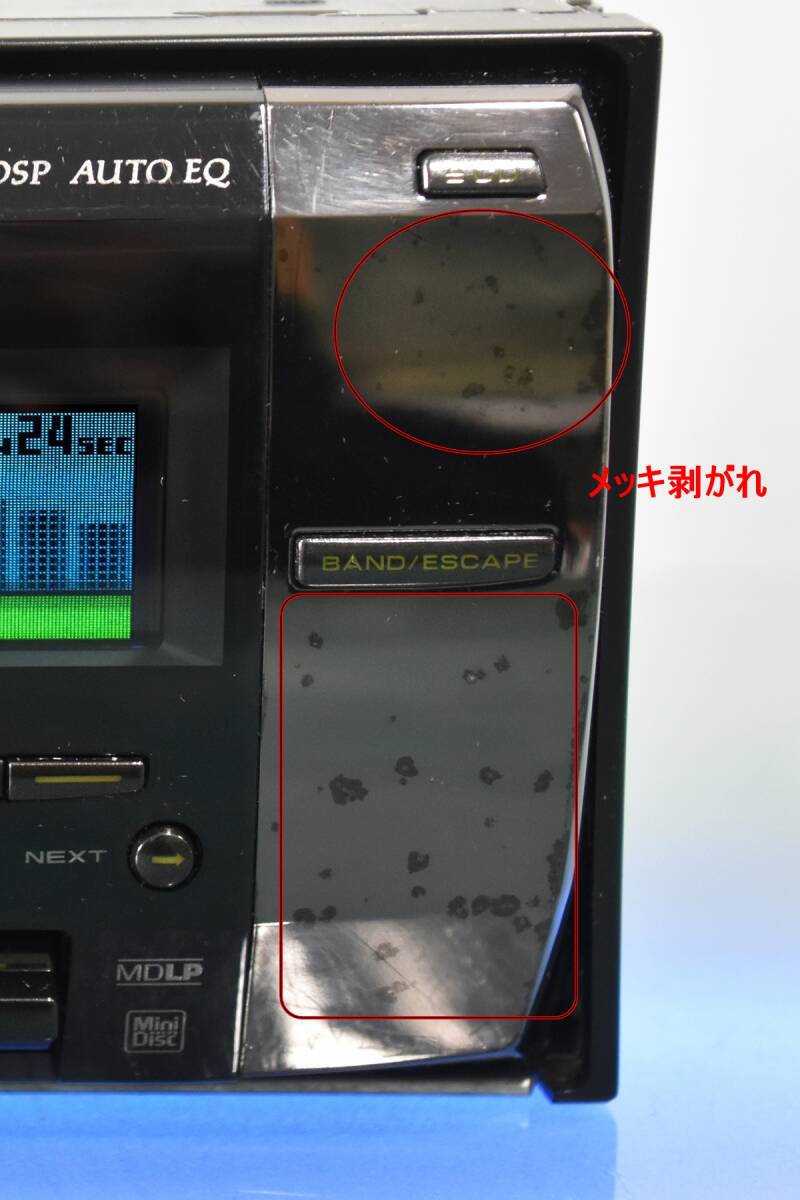 DSP AUTO EQ
24SEC
メッキ剥がれ
BAND/ESCAPE
NEXT
MDLP
Mini
Disc